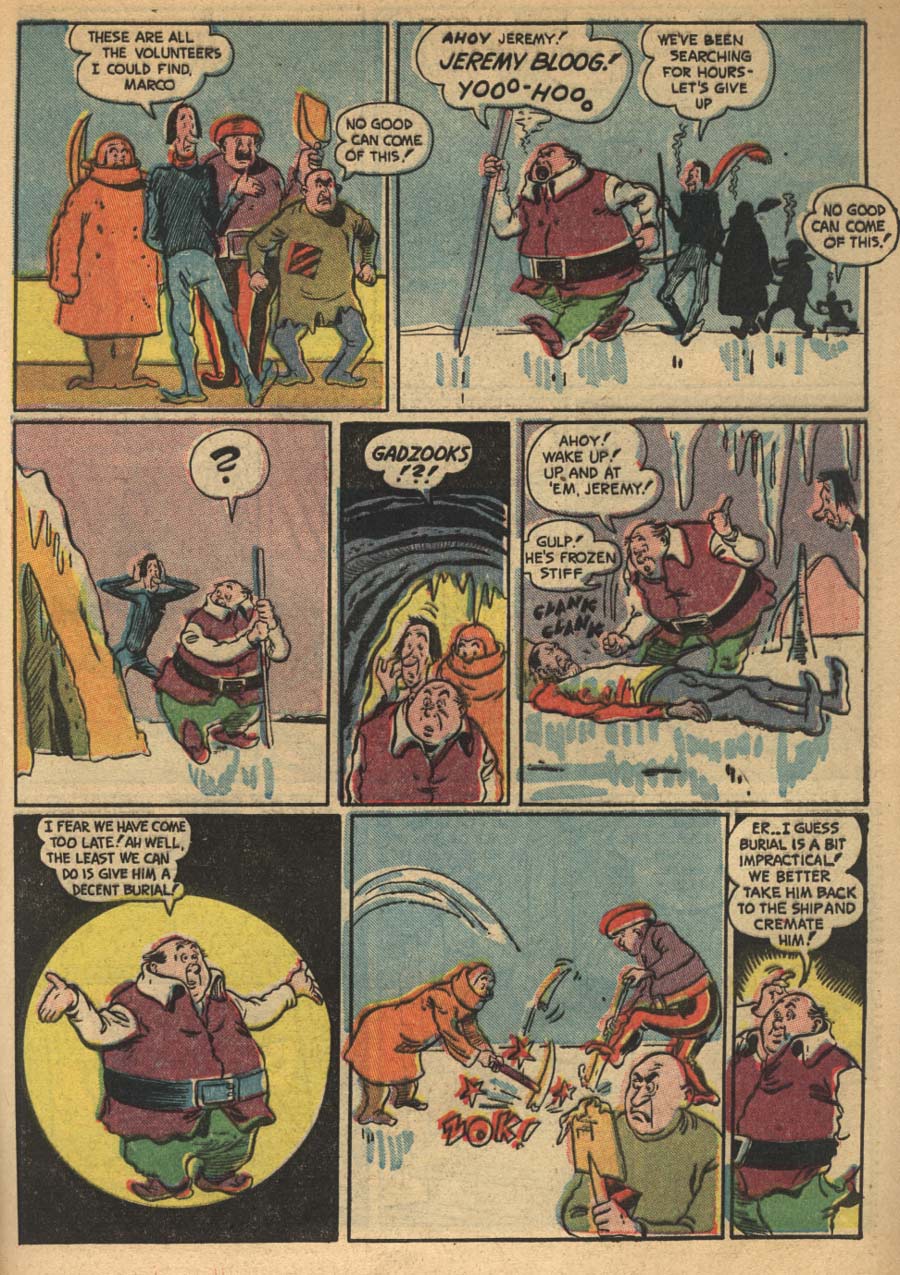 THESE ARE ALL
THE VOLUNTEERS
I COULD FIND,
MARCO
NO GOOD
CAN COME
OF THIS!
AHOY JEREMY!
JEREMY BLOOG!
YOOO-HOOO
WE'VE BEEN
SEARCHING
FOR HOURS-
LET'S GIVE
UP
NO GOOD
CAN COME
OF THIS!
?
GADZOOKS
!?!
AHOY!
WAKE UP!
UP AND AT
'EM, JEREMY!
GULP!
HE'S FROZEN
STIFF
CLANK
CLANK
I FEAR WE HAVE COME
TOO LATE! AH WELL,
THE LEAST WE CAN
DO IS GIVE HIM A
DECENT BURIAL!
ZOK!
ER..I GUESS
BURIAL IS A BIT
IMPRACTICAL!
WE BETTER
TAKE HIM BACK
TO THE SHIP AND
CREMATE
HIM!